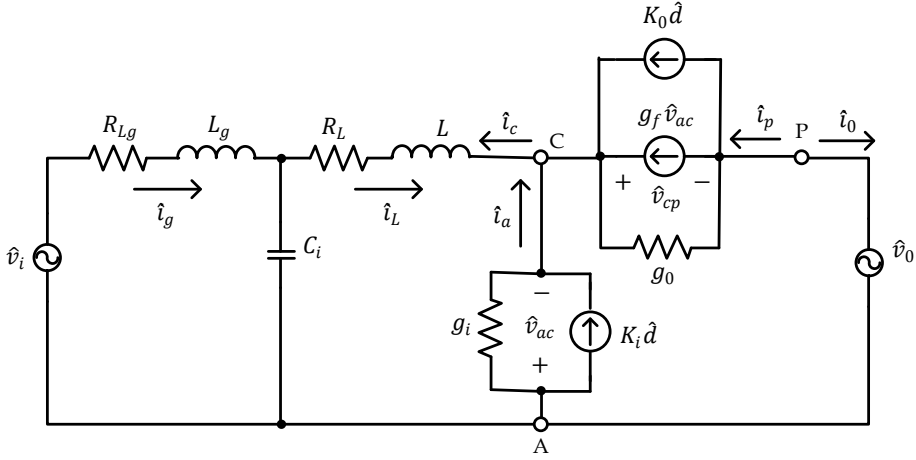 K₀d̂
R_Lg L_g R_L L î_c C g_f v̂_ac î_p P î₀
+ −
î_g î_L î_a v̂_cp
v̂_i C_i g₀ v̂₀
−
g_i v̂_ac K_i d̂
+
A